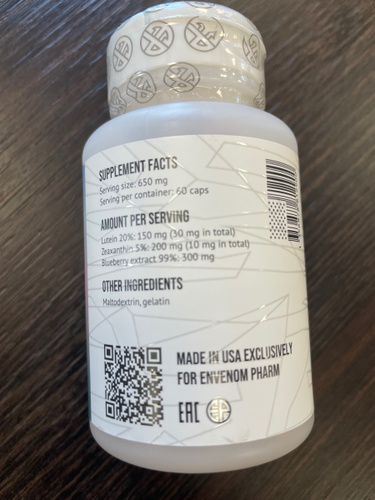 SUPPLEMENT FACTS
Serving size: 650 mg
Serving per container: 60 caps
AMOUNT PER SERVING
Lutein 20%: 150 mg (30 mg in total)
Zeaxanthin 5%: 200 mg (10 mg in total)
Blueberry extract 99%: 300 mg
OTHER INGREDIENTS
Maltodextrin, gelatin
MADE IN USA EXCLUSIVELY
FOR ENVENOM PHARM
EAC